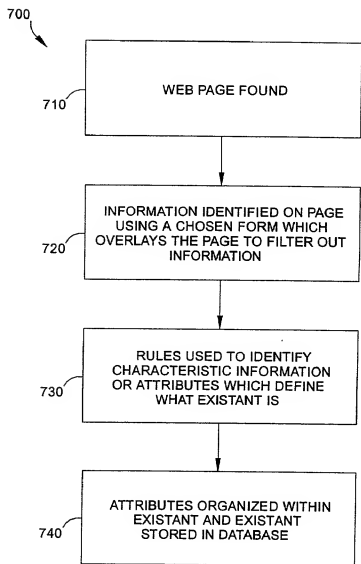 700
710
WEB PAGE FOUND
720
INFORMATION IDENTIFIED ON PAGE
USING A CHOSEN FORM WHICH
OVERLAYS THE PAGE TO FILTER OUT
INFORMATION
730
RULES USED TO IDENTIFY
CHARACTERISTIC INFORMATION
OR ATTRIBUTES WHICH DEFINE
WHAT EXISTANT IS
740
ATTRIBUTES ORGANIZED WITHIN
EXISTANT AND EXISTANT
STORED IN DATABASE